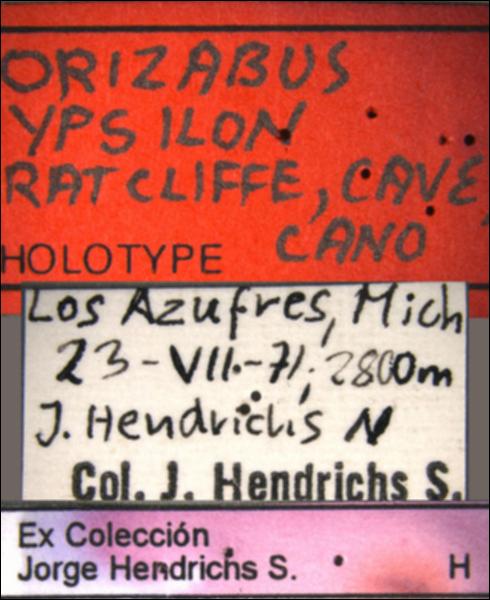 ORIZABUS
YPSILON
RATCLIFFE, CAVE,
CANO
HOLOTYPE
Los Azufres, Mich
23-VII.-71; 2800m
J. Hendrichs N
Col. J. Hendrichs S.
Ex Colección
Jorge Hendrichs S. H